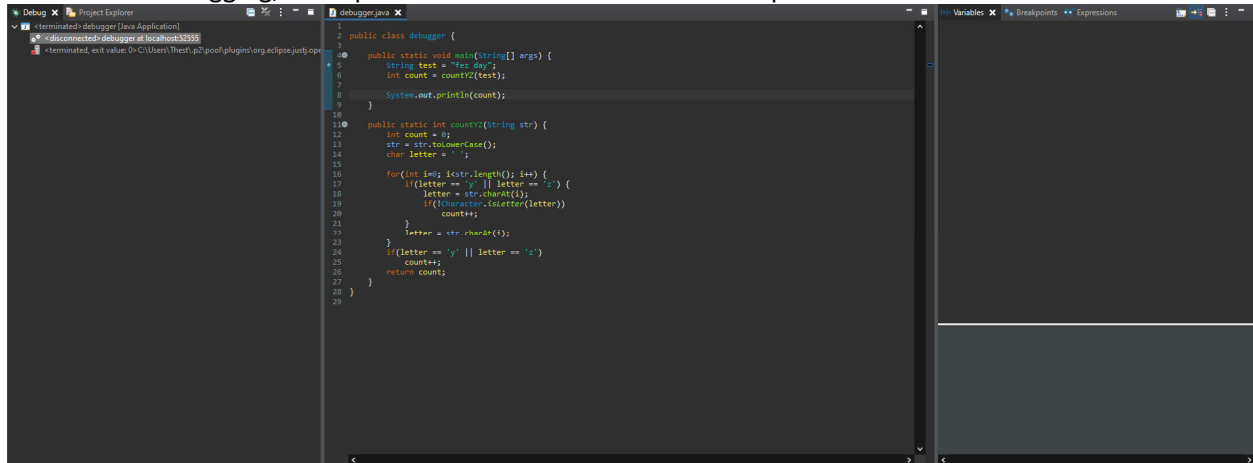 Debug Project Explorer
<terminated> debugger [Java Application]
<disconnected> debugger at localhost:52555
<terminated, exit value: 0> C:\Users\Thest\.p2\pool\plugins\org.eclipse.justj.ope
debugger.java
1
2 public class debugger {
3
4 public static void main(String[] args) {
5 String test = "fez day";
6 int count = countYZ(test);
7
8 System.out.println(count);
9 }
10
11 public static int countYZ(String str) {
12 int count = 0;
13 str = str.toLowerCase();
14 char letter = ' ';
15
16 for(int i=0; i<str.length(); i++) {
17 if(letter == 'y' || letter == 'z') {
18 letter = str.charAt(i);
19 if(!Character.isLetter(letter))
20 count++;
21 }
22 letter = str.charAt(i);
23 }
24 if(letter == 'y' || letter == 'z')
25 count++;
26 return count;
27 }
28 }
29
(x)= Variables Breakpoints Expressions